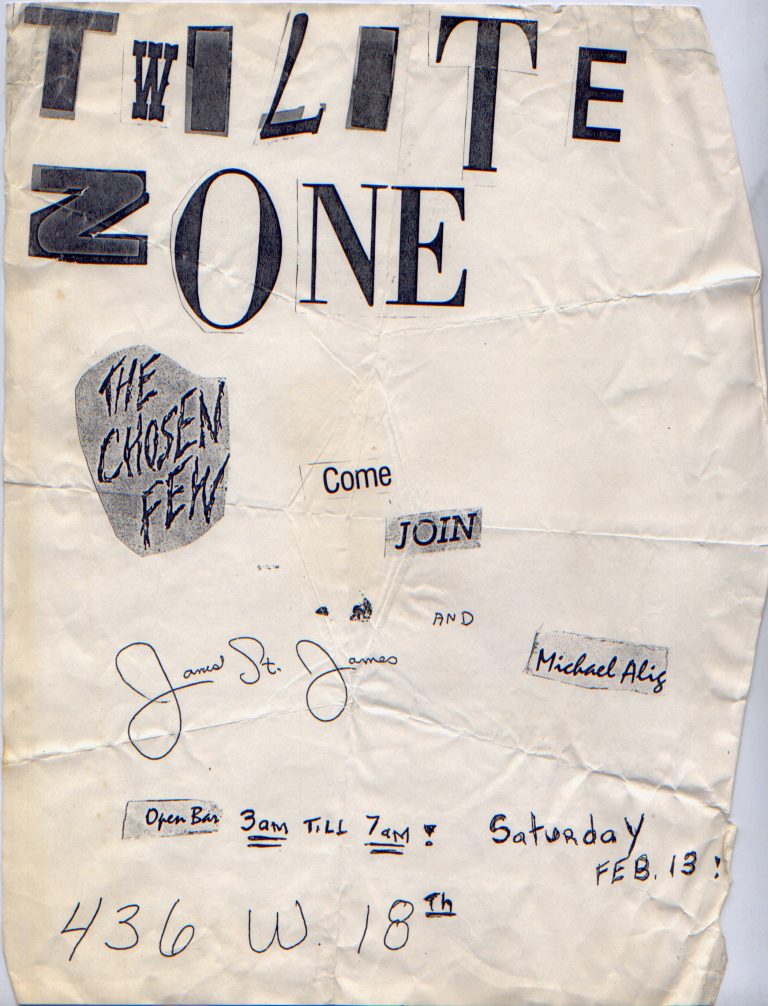 TWILITE
ZONE
THE
CHOSEN
FEW
Come
JOIN
AND
James St. James
Michael Alig
Open Bar 3am TILL 7am! Saturday
FEB. 13!
436 W. 18th